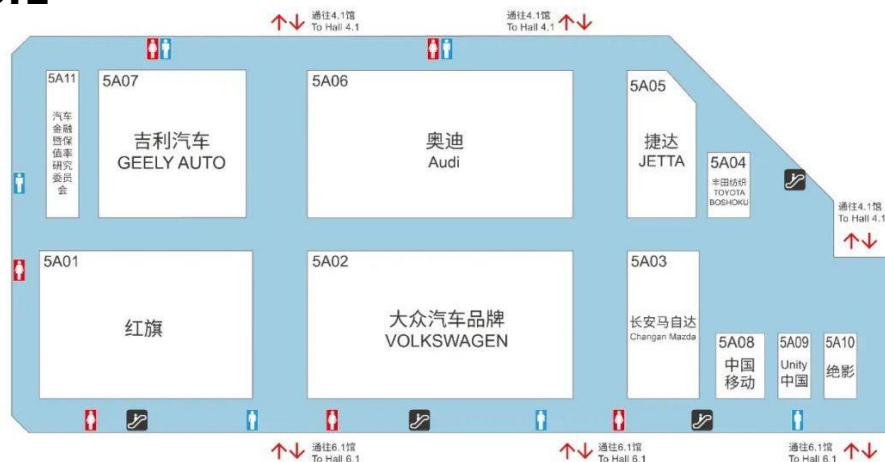 通往4.1馆
To Hall 4.1
通往4.1馆
To Hall 4.1
5A11
汽车
金融
暨保
值率
研究
委员
会
5A07
吉利汽车
GEELY AUTO
5A06
奥迪
Audi
5A05
捷达
JETTA
5A04
丰田纺织
TOYOTA
BOSHOKU
通往4.1馆
To Hall 4.1
5A01
红旗
5A02
大众汽车品牌
VOLKSWAGEN
5A03
长安马自达
Changan Mazda
5A08
中国
移动
5A09
Unity
中国
5A10
绝影
通往6.1馆
To Hall 6.1
通往6.1馆
To Hall 6.1
通往6.1馆
To Hall 6.1